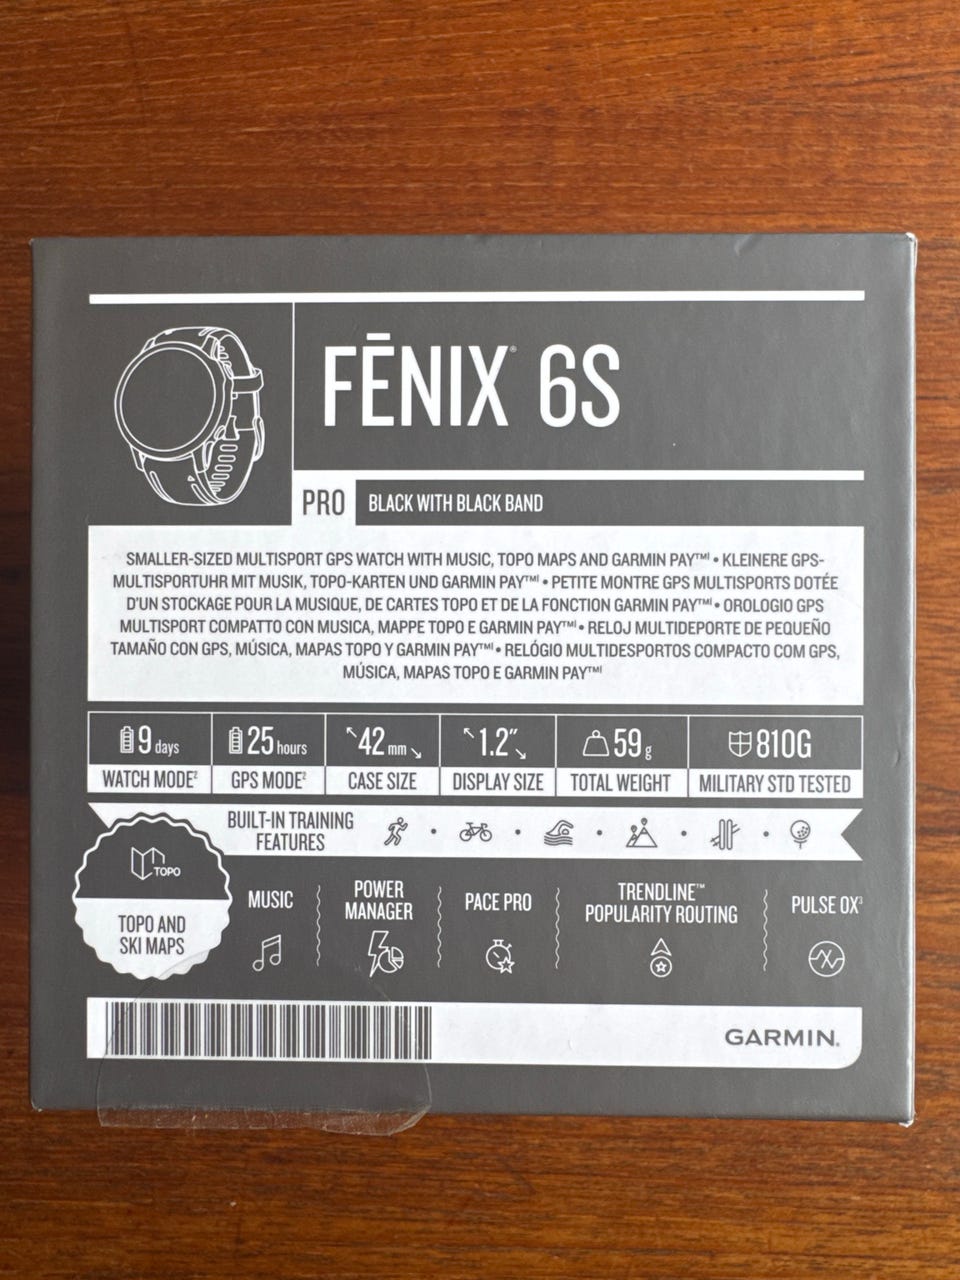 FĒNIX® 6S
PRO
BLACK WITH BLACK BAND
SMALLER-SIZED MULTISPORT GPS WATCH WITH MUSIC, TOPO MAPS AND GARMIN PAY™¹ • KLEINERE GPS-
MULTISPORTUHR MIT MUSIK, TOPO-KARTEN UND GARMIN PAY™¹ • PETITE MONTRE GPS MULTISPORTS DOTÉE
D'UN STOCKAGE POUR LA MUSIQUE, DE CARTES TOPO ET DE LA FONCTION GARMIN PAY™¹ • OROLOGIO GPS
MULTISPORT COMPATTO CON MUSICA, MAPPE TOPO E GARMIN PAY™¹ • RELOJ MULTIDEPORTE DE PEQUEÑO
TAMAÑO CON GPS, MÚSICA, MAPAS TOPO Y GARMIN PAY™¹ • RELÓGIO MULTIDESPORTOS COMPACTO COM GPS,
MÚSICA, MAPAS TOPO E GARMIN PAY™¹
9 days
WATCH MODE²
25 hours
GPS MODE²
42 mm
CASE SIZE
1.2″
DISPLAY SIZE
59 g
TOTAL WEIGHT
810G
MILITARY STD TESTED
BUILT-IN TRAINING
FEATURES
TOPO
TOPO AND
SKI MAPS
MUSIC
POWER
MANAGER
PACE PRO
TRENDLINE™
POPULARITY ROUTING
PULSE OX³
GARMIN.